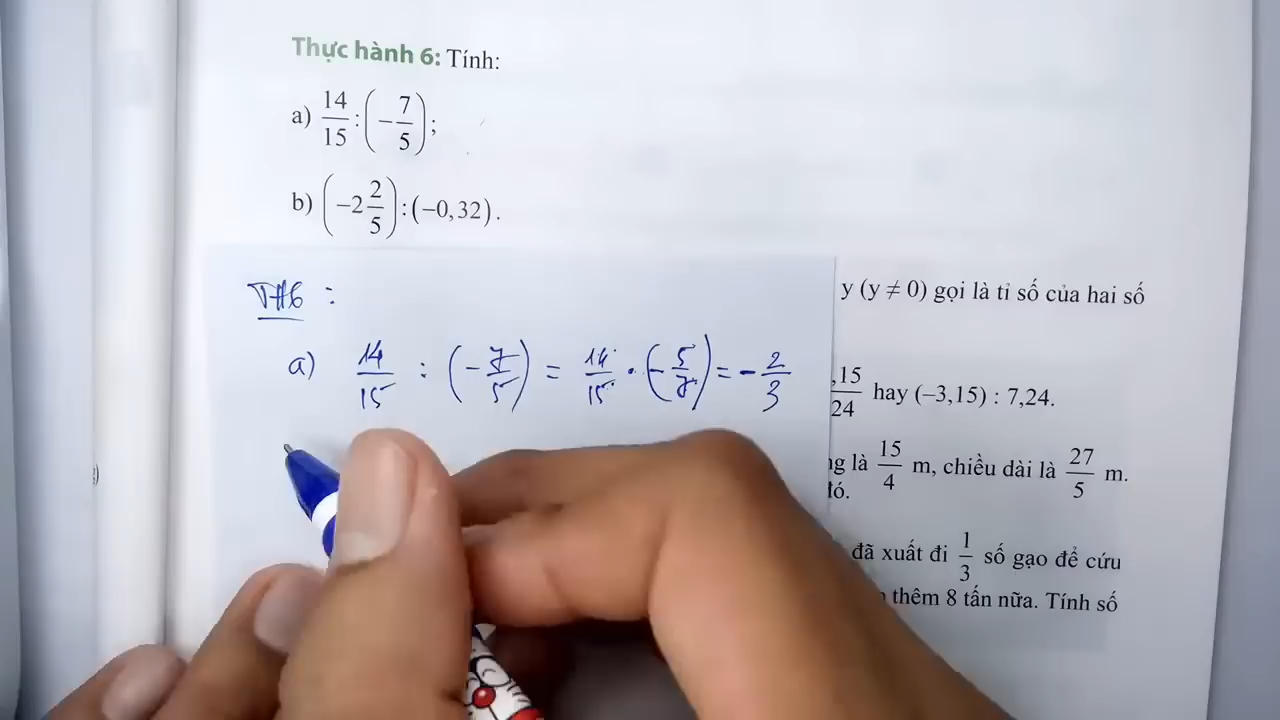 Thực hành 6: Tính:
a) 14/15 : (−7/5);
b) (−2 2/5) : (−0,32).
TH6 :
a) 14/15 : (−7/5) = 14/15 · (−5/7) = −2/3
y (y ≠ 0) gọi là tỉ số của hai số
,15/24 hay (−3,15) : 7,24.
là 15/4 m, chiều dài là 27/5 m.
đó.
đã xuất đi 1/3 số gạo để cứu
thêm 8 tấn nữa. Tính số